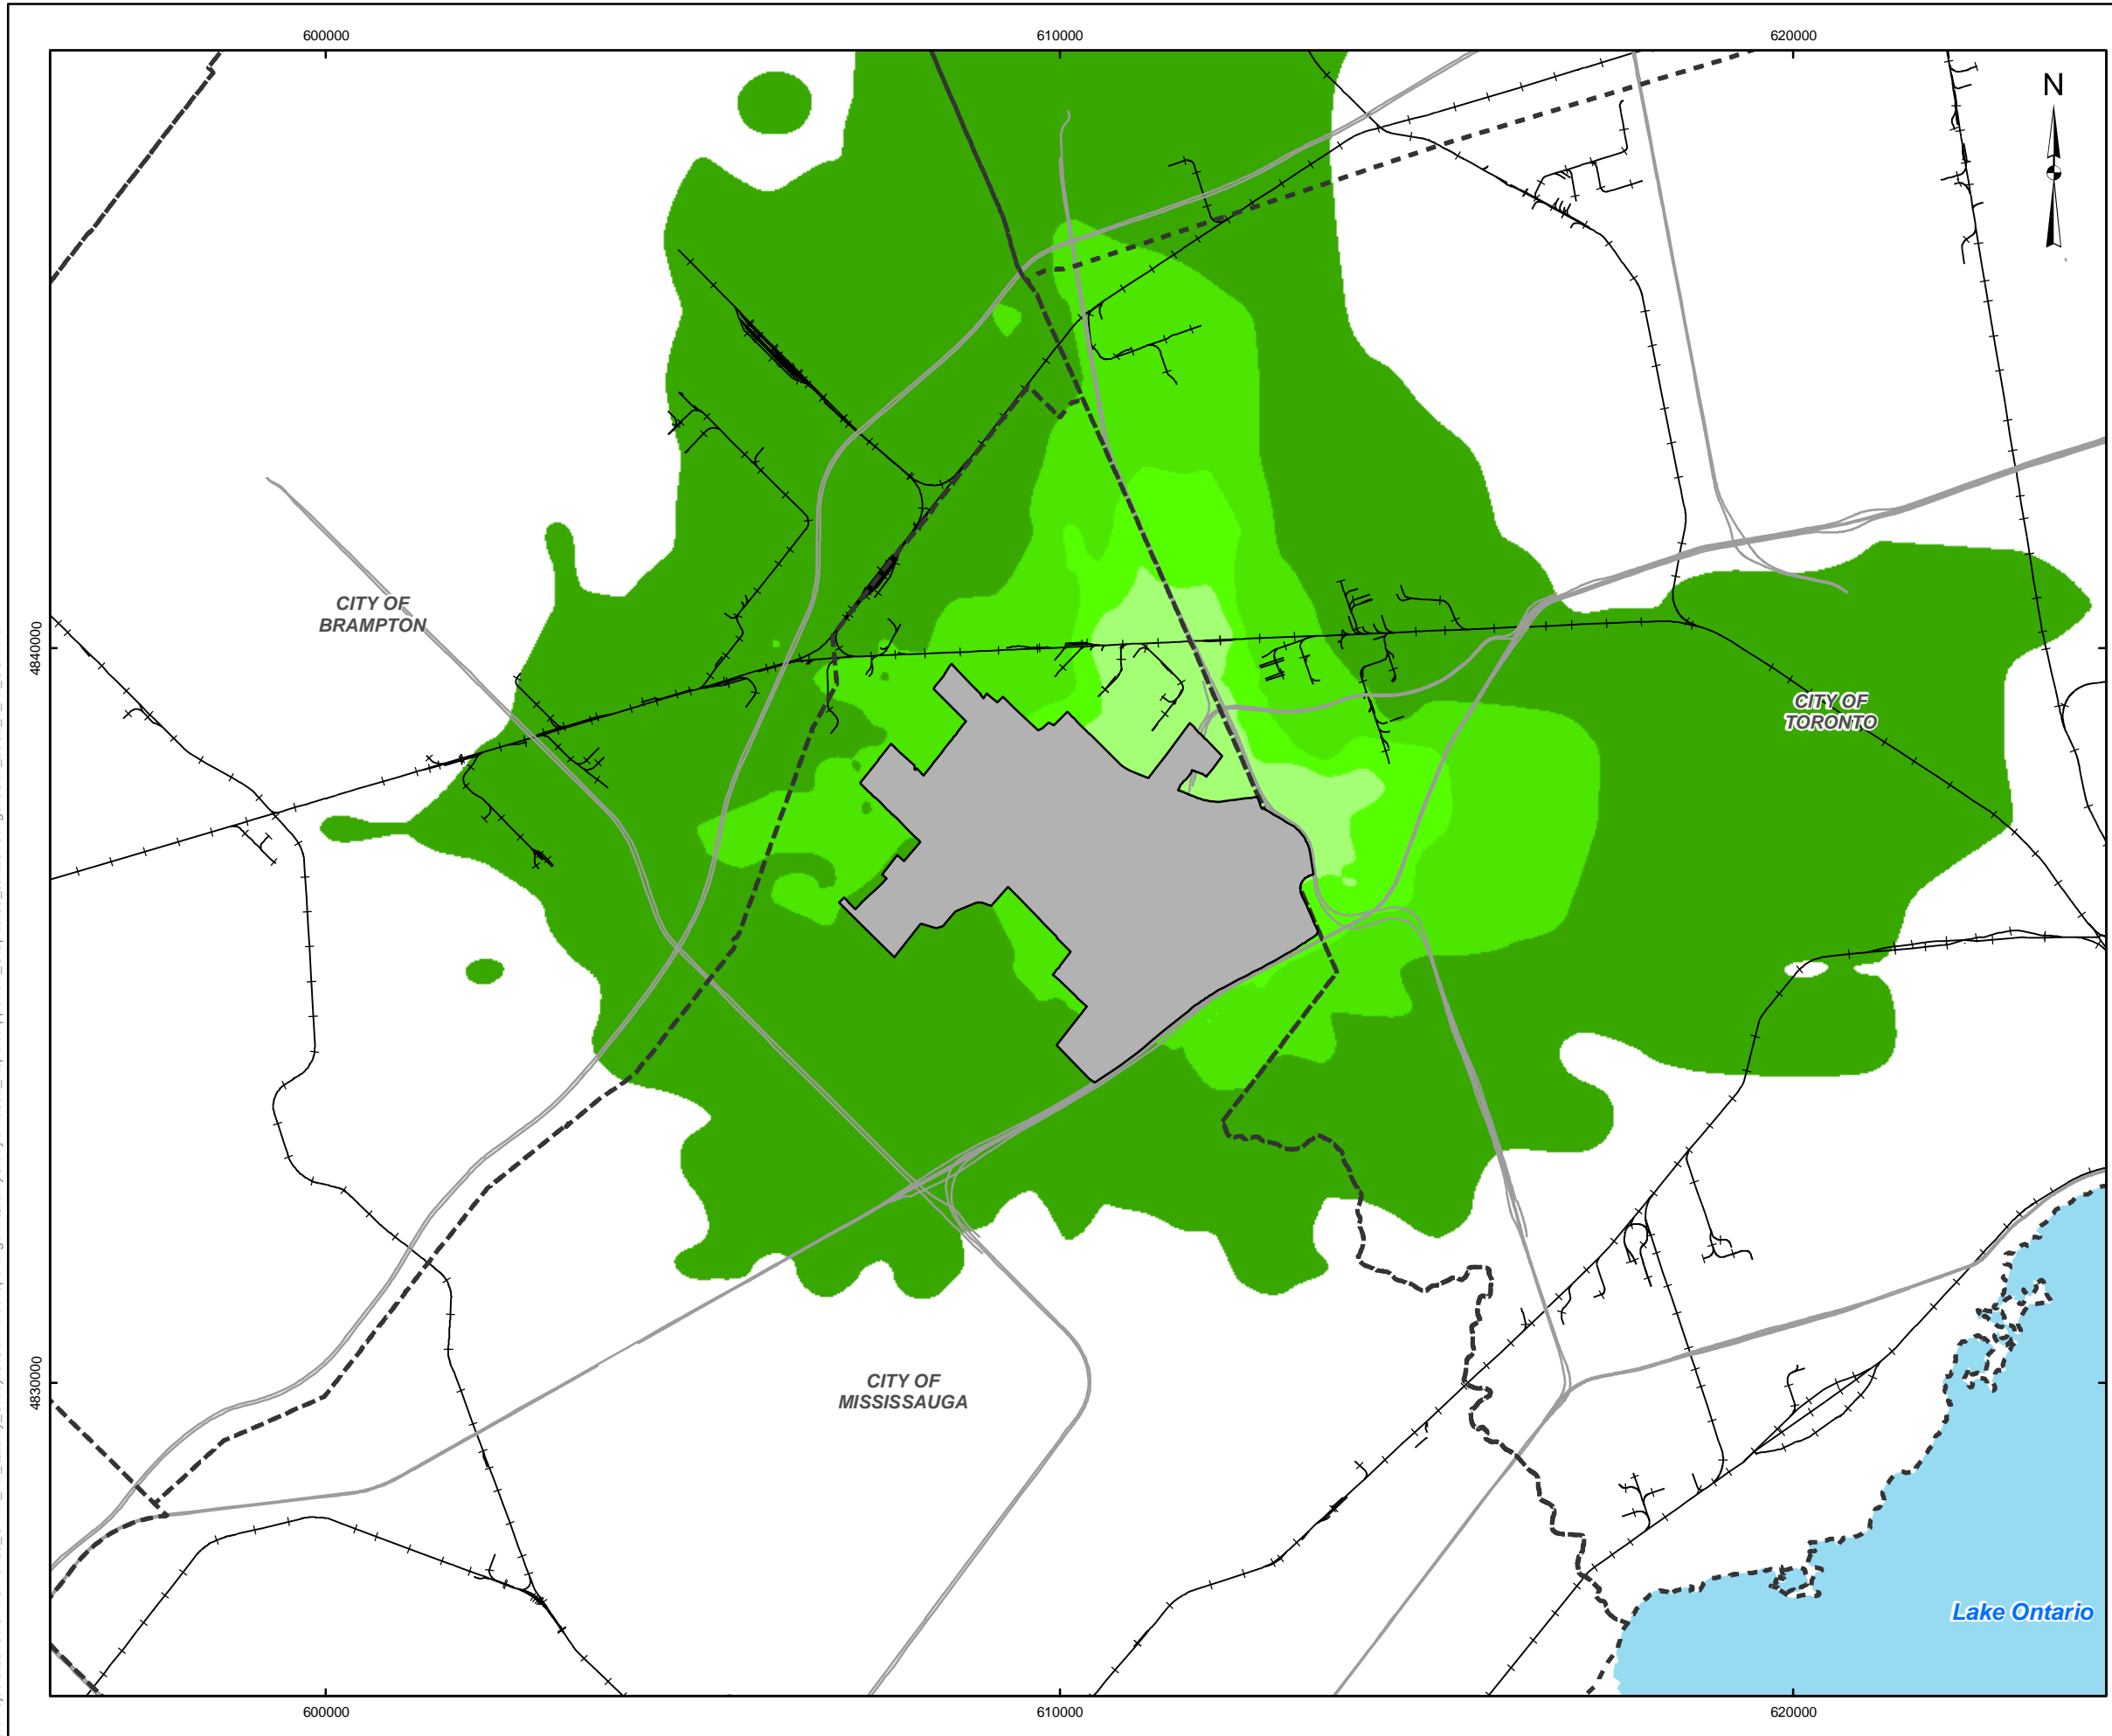 600000
610000
620000
N
CITY OF
BRAMPTON
4840000
CITY OF
TORONTO
4830000
CITY OF
MISSISSAUGA
Lake Ontario
600000
610000
620000